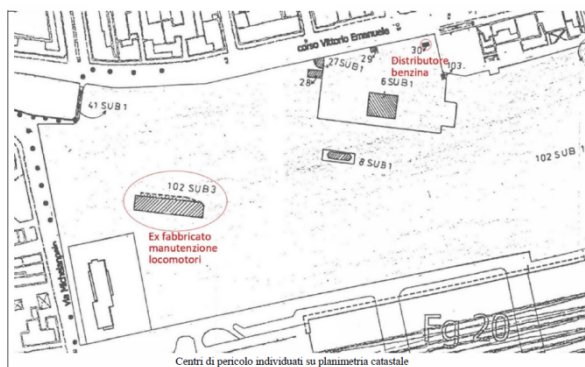 corso Vittorio Emanuele
30
Distributore
benzina
29
27 SUB 1
103
28
6 SUB 1
41 SUB 1
8 SUB 1
102 SUB 1
102 SUB 3
Ex fabbricato
manutenzione
locomotori
Via Michelangelo
Fg 20
Centri di pericolo individuati su planimetria catastale